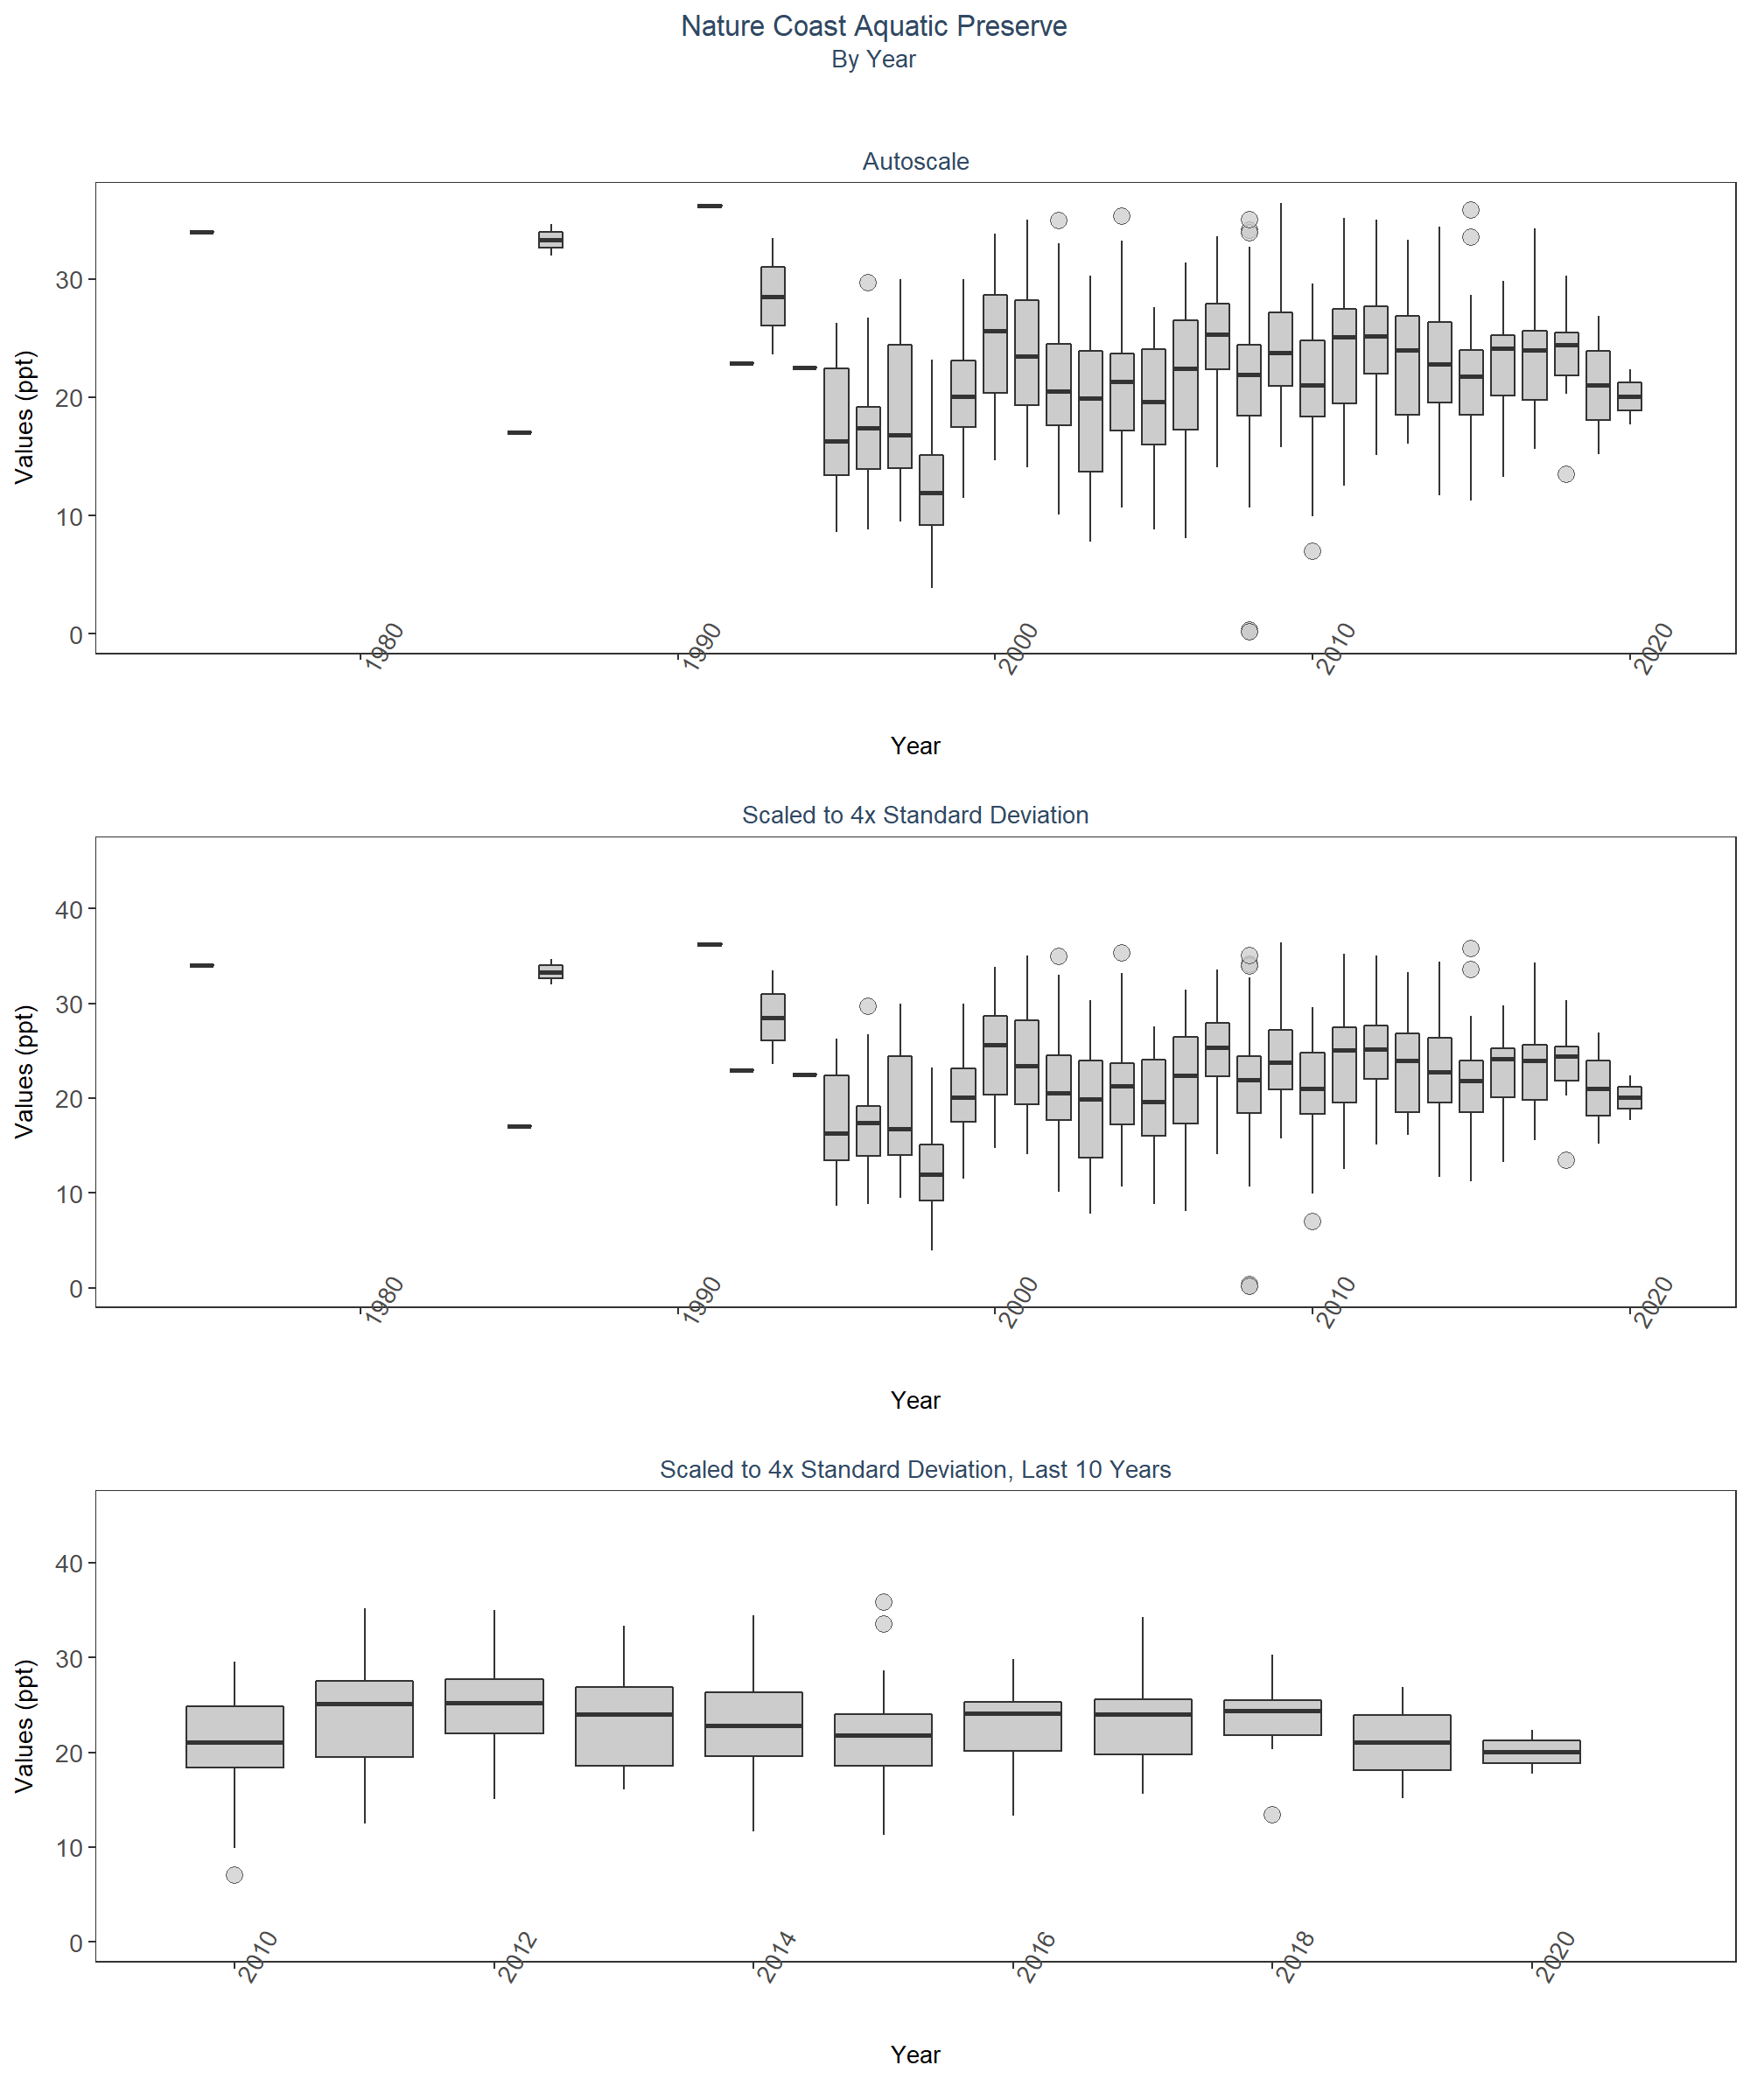 Nature Coast Aquatic Preserve
By Year
Autoscale
Values (ppt)
30
20
10
0
1980 1990 2000 2010 2020
Year
Scaled to 4x Standard Deviation
Values (ppt)
40
30
20
10
0
1980 1990 2000 2010 2020
Year
Scaled to 4x Standard Deviation, Last 10 Years
Values (ppt)
40
30
20
10
0
2010 2012 2014 2016 2018 2020
Year